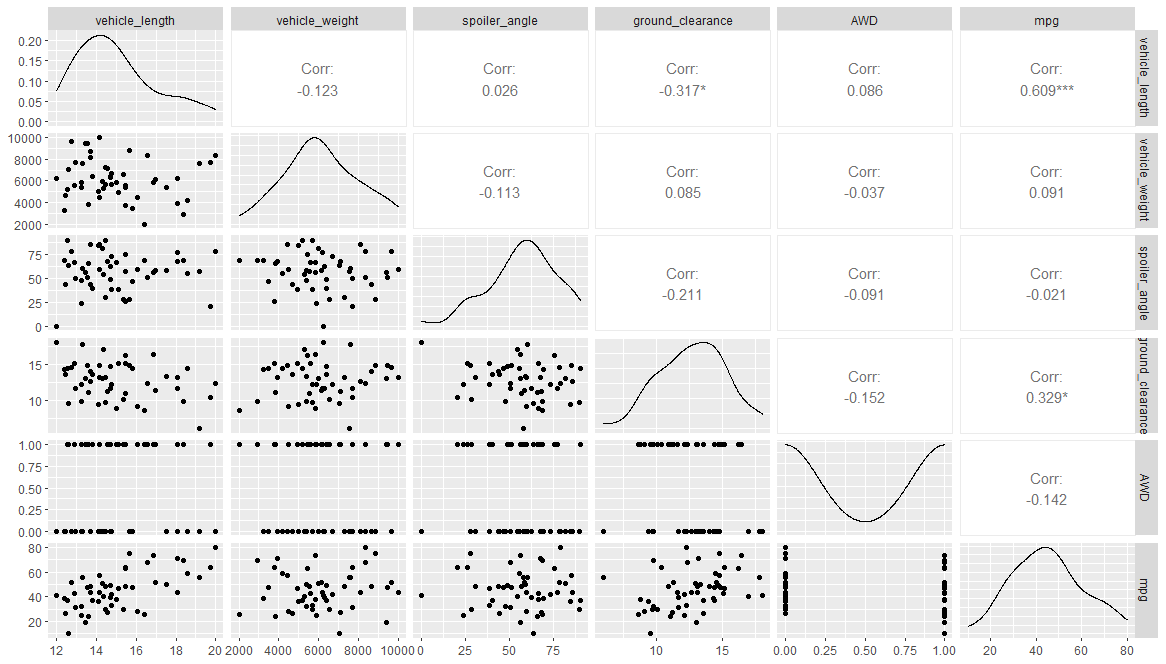 vehicle_length vehicle_weight spoiler_angle ground_clearance AWD mpg
0.20
0.15
0.10
0.05
0.00
Corr:
-0.123
Corr:
0.026
Corr:
-0.317*
Corr:
0.086
Corr:
0.609***
vehicle_length
10000
8000
6000
4000
2000
Corr:
-0.113
Corr:
0.085
Corr:
-0.037
Corr:
0.091
vehicle_weight
75
50
25
0
Corr:
-0.211
Corr:
-0.091
Corr:
-0.021
spoiler_angle
15
10
Corr:
-0.152
Corr:
0.329*
ground_clearance
1.00
0.75
0.50
0.25
0.00
Corr:
-0.142
AWD
80
60
40
20
mpg
12 14 16 18 20 2000 4000 6000 8000 10000 0 25 50 75 10 15 0.00 0.25 0.50 0.75 1.00 20 40 60 80